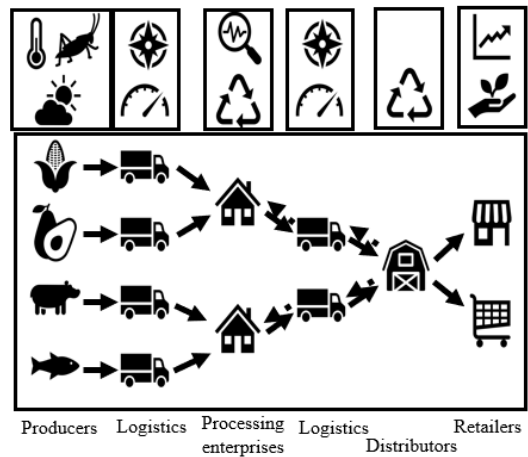 Producers
Logistics
Processing
enterprises
Logistics
Distributors
Retailers